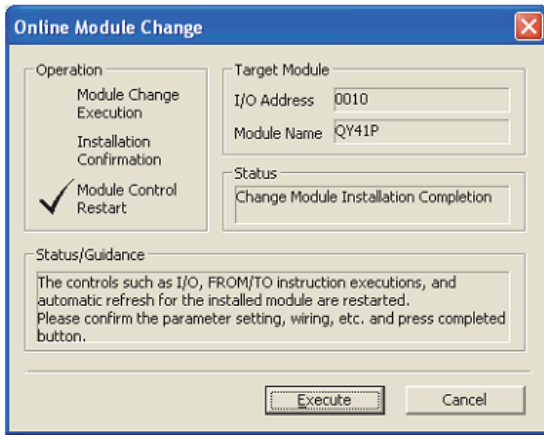 Online Module Change
Operation
Module Change
Execution
Installation
Confirmation
Module Control
Restart
Target Module
I/O Address 0010
Module Name QY41P
Status
Change Module Installation Completion
Status/Guidance
The controls such as I/O, FROM/TO instruction executions, and
automatic refresh for the installed module are restarted.
Please confirm the parameter setting, wiring, etc. and press completed
button.
Execute Cancel